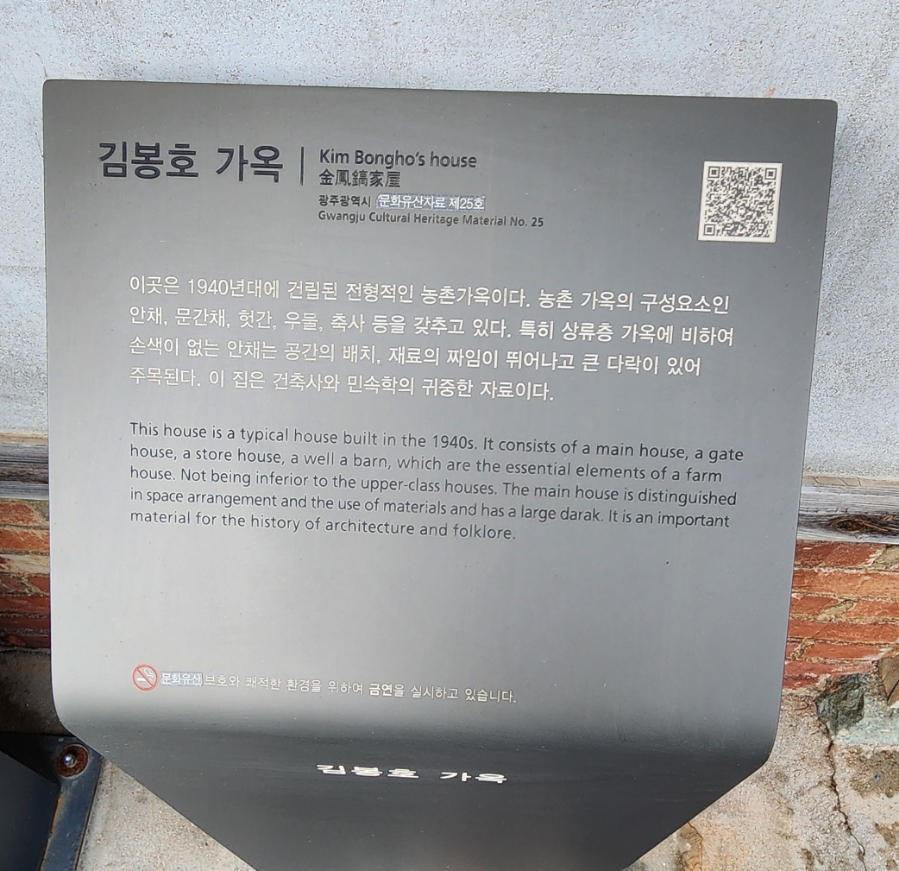 김봉호 가옥
Kim Bongho's house
金鳳鎬家屋
광주광역시 문화유산자료 제25호
Gwangju Cultural Heritage Material No. 25
이곳은 1940년대에 건립된 전형적인 농촌가옥이다. 농촌 가옥의 구성요소인
안채, 문간채, 헛간, 우물, 축사 등을 갖추고 있다. 특히 상류층 가옥에 비하여
손색이 없는 안채는 공간의 배치, 재료의 짜임이 뛰어나고 큰 다락이 있어
주목된다. 이 집은 건축사와 민속학의 귀중한 자료이다.
This house is a typical house built in the 1940s. It consists of a main house, a gate
house, a store house, a well a barn, which are the essential elements of a farm
house. Not being inferior to the upper-class houses. The main house is distinguished
in space arrangement and the use of materials and has a large darak. It is an important
material for the history of architecture and folklore.
문화유산 보호와 쾌적한 환경을 위하여 금연을 실시하고 있습니다.
김봉호 가옥